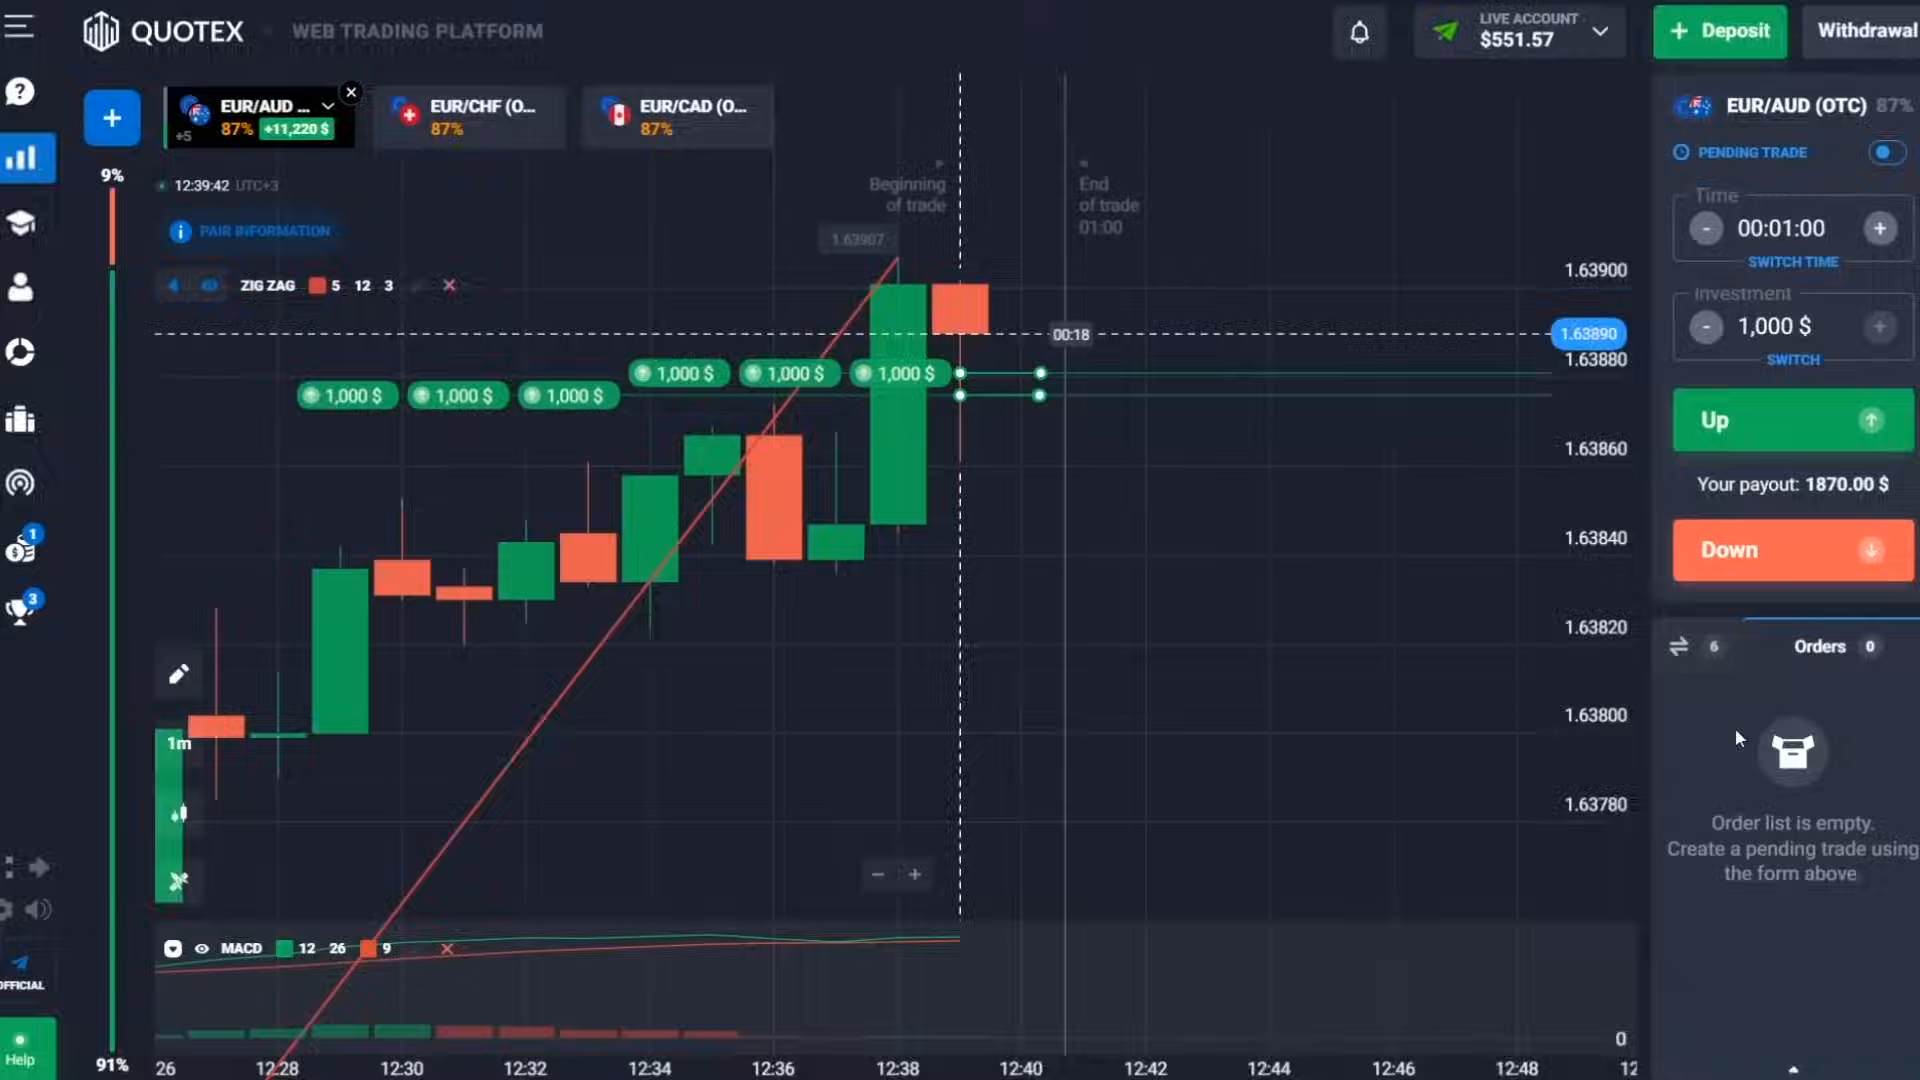 QUOTEX
WEB TRADING PLATFORM
LIVE ACCOUNT
$551.57
Deposit
Withdrawal
EUR/AUD ...
87% +11,220 $
+5
EUR/CHF (O...
87%
EUR/CAD (O...
87%
EUR/AUD (OTC) 87%
PENDING TRADE
Time
- 00:01:00 +
SWITCH TIME
Investment
- 1,000 $ +
SWITCH
Up
Your payout: 1870.00 $
Down
6
Orders 0
Order list is empty.
Create a pending trade using
the form above
9%
12:39:42 UTC+3
PAIR INFORMATION
ZIG ZAG 5 12 3
Beginning
of trade
End
of trade
01:00
1.63907
00:18
1,000 $ 1,000 $ 1,000 $
1,000 $ 1,000 $ 1,000 $
1.63900
1.63890
1.63880
1.63860
1.63840
1.63820
1.63800
1.63780
1
3
1m
MACD 12 26 9
0
OFFICIAL
Help
91%
26 12:28 12:30 12:32 12:34 12:36 12:38 12:40 12:42 12:44 12:46 12:48 12